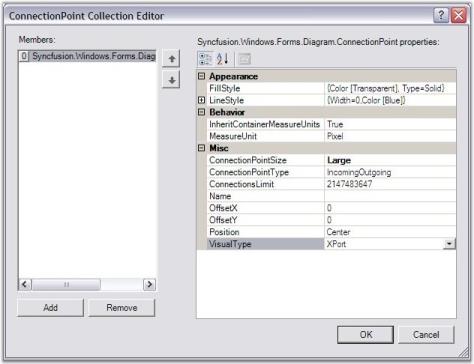 ConnectionPoint Collection Editor
Members:
Syncfusion.Windows.Forms.Diagram.ConnectionPoint properties:
0 Syncfusion.Windows.Forms.Diag
Appearance
FillStyle {Color [Transparent], Type=Solid}
LineStyle {Width=0,Color [Blue]}
Behavior
InheritContainerMeasureUnits True
MeasureUnit Pixel
Misc
ConnectionPointSize Large
ConnectionPointType IncomingOutgoing
ConnectionsLimit 2147483647
Name
OffsetX 0
OffsetY 0
Position Center
VisualType XPort
Add Remove
OK Cancel